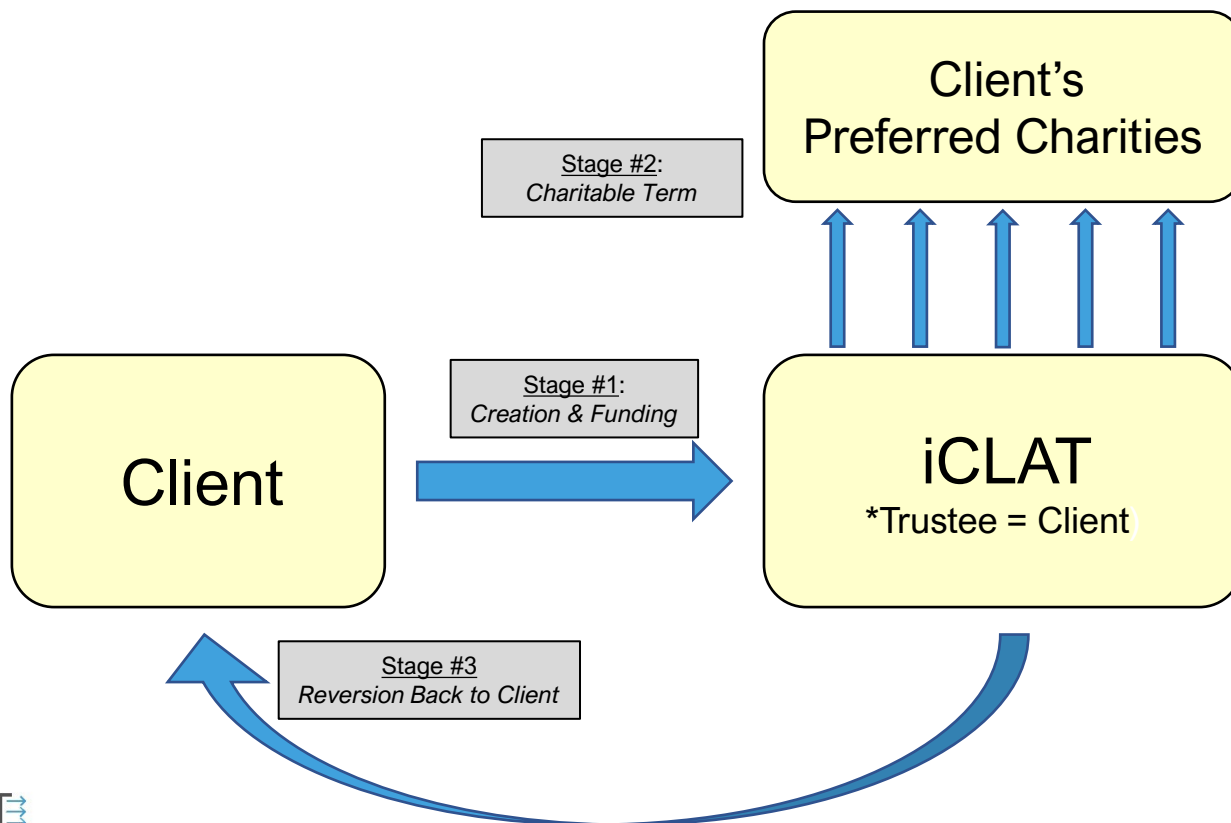 Client's
Preferred Charities
Stage #2:
Charitable Term
Stage #1:
Creation & Funding
Client
iCLAT
*Trustee = Client)
Stage #3
Reversion Back to Client